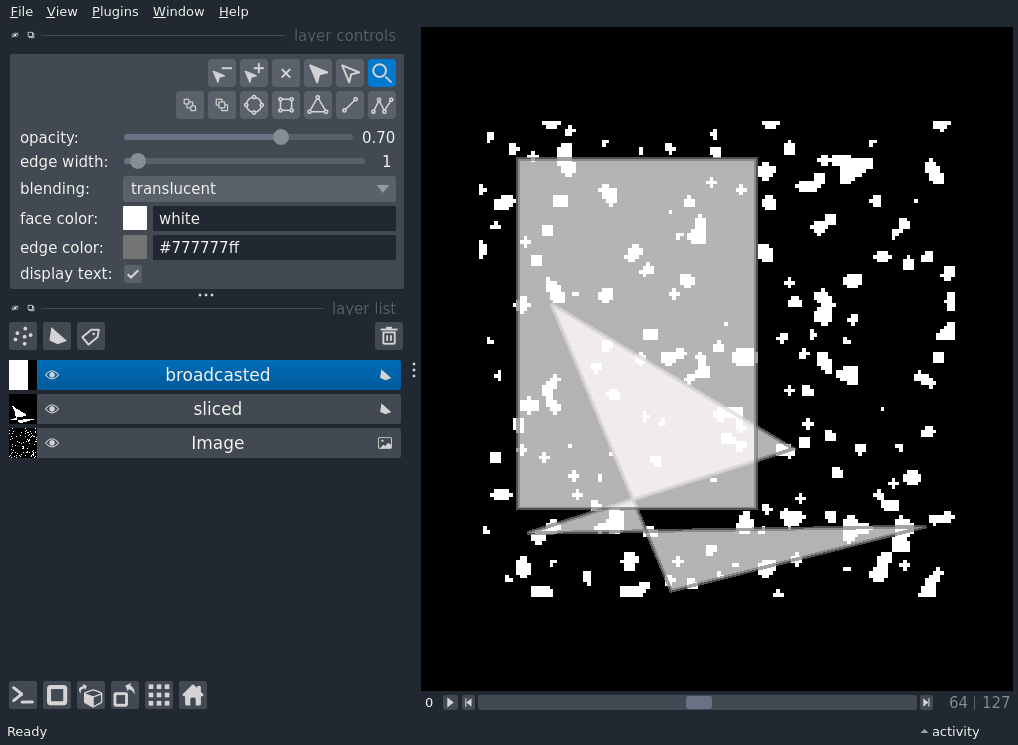 File View Plugins Window Help
layer controls
opacity: 0.70
edge width: 1
blending: translucent
face color: white
edge color: #777777ff
display text:
layer list
broadcasted
sliced
Image
0 64 | 127
Ready activity